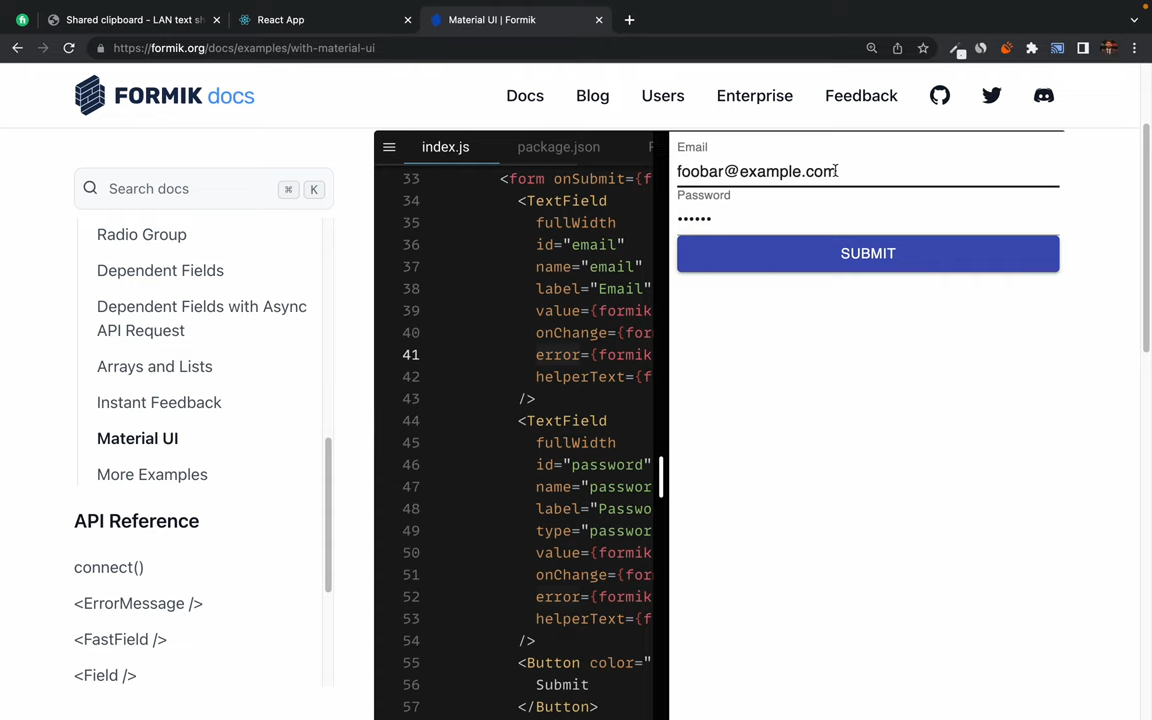 Shared clipboard - LAN text sh
React App
Material UI | Formik
https://formik.org/docs/examples/with-material-ui
FORMIK docs
Docs
Blog
Users
Enterprise
Feedback
Search docs
⌘
K
Radio Group
Dependent Fields
Dependent Fields with Async
API Request
Arrays and Lists
Instant Feedback
Material UI
More Examples
API Reference
connect()
<ErrorMessage />
<FastField />
<Field />
index.js
package.json
33 <form onSubmit={f
34 <TextField
35 fullWidth
36 id="email"
37 name="email"
38 label="Email"
39 value={formik
40 onChange={for
41 error={formik
42 helperText={f
43 />
44 <TextField
45 fullWidth
46 id="password"
47 name="passwor
48 label="Passwo
49 type="passwor
50 value={formik
51 onChange={for
52 error={formik
53 helperText={f
54 />
55 <Button color="
56 Submit
57 </Button>
Email
foobar@example.com
Password
••••••
SUBMIT